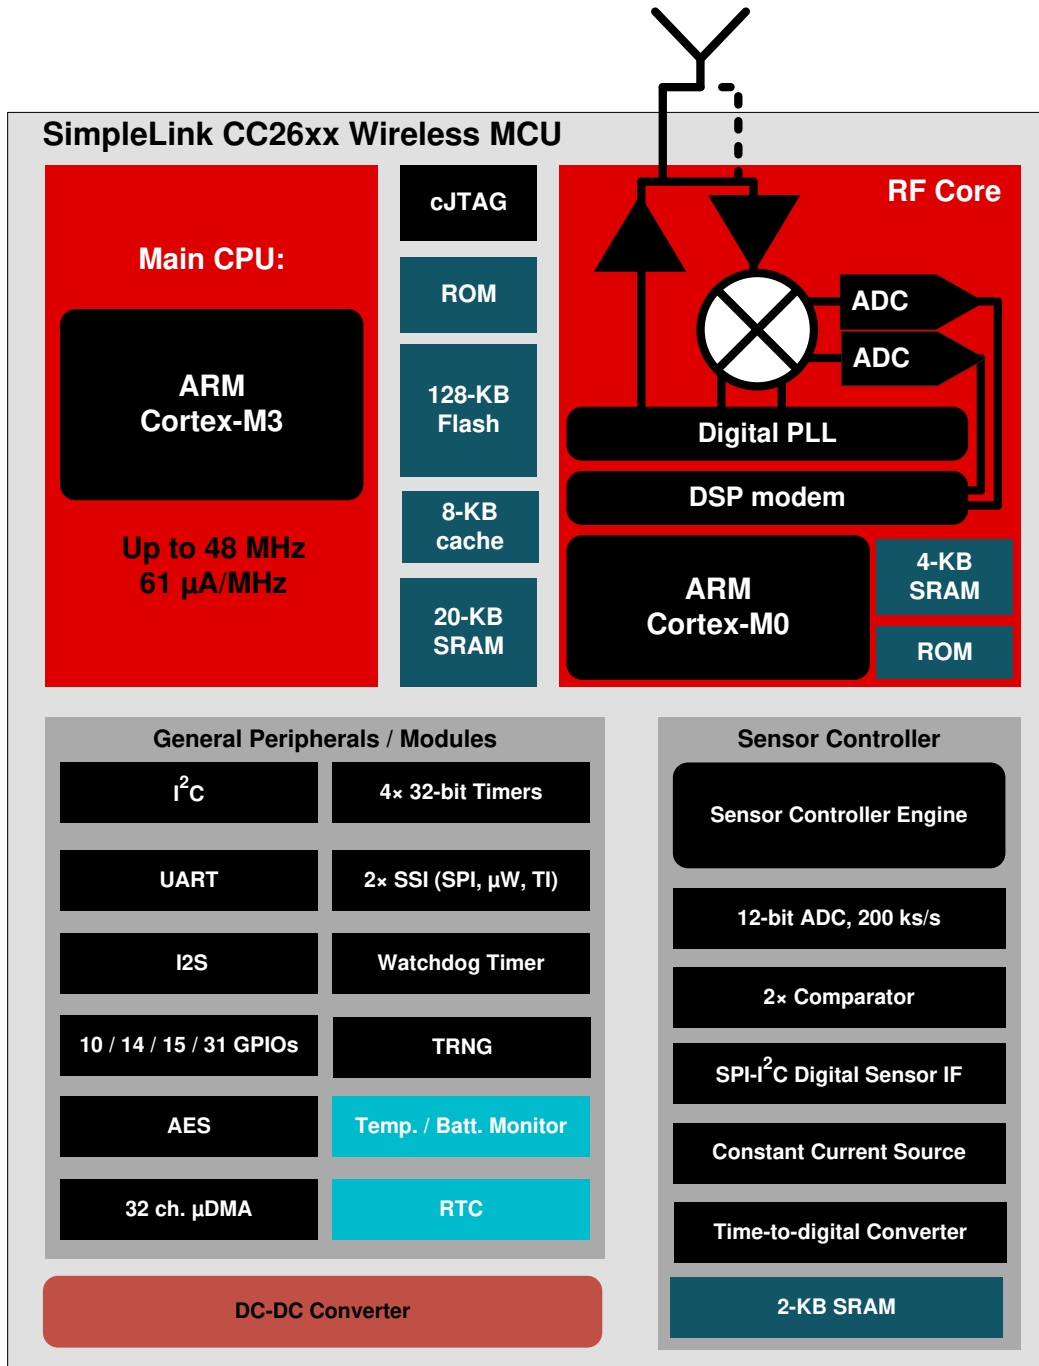 SimpleLink CC26xx Wireless MCU
Main CPU:
ARM
Cortex-M3
Up to 48 MHz
61 µA/MHz
cJTAG
ROM
128-KB
Flash
8-KB
cache
20-KB
SRAM
RF Core
ADC
ADC
Digital PLL
DSP modem
ARM
Cortex-M0
4-KB
SRAM
ROM
General Peripherals / Modules
I²C
4× 32-bit Timers
UART
2× SSI (SPI, µW, TI)
I2S
Watchdog Timer
10 / 14 / 15 / 31 GPIOs
TRNG
AES
Temp. / Batt. Monitor
32 ch. µDMA
RTC
DC-DC Converter
Sensor Controller
Sensor Controller Engine
12-bit ADC, 200 ks/s
2× Comparator
SPI-I²C Digital Sensor IF
Constant Current Source
Time-to-digital Converter
2-KB SRAM